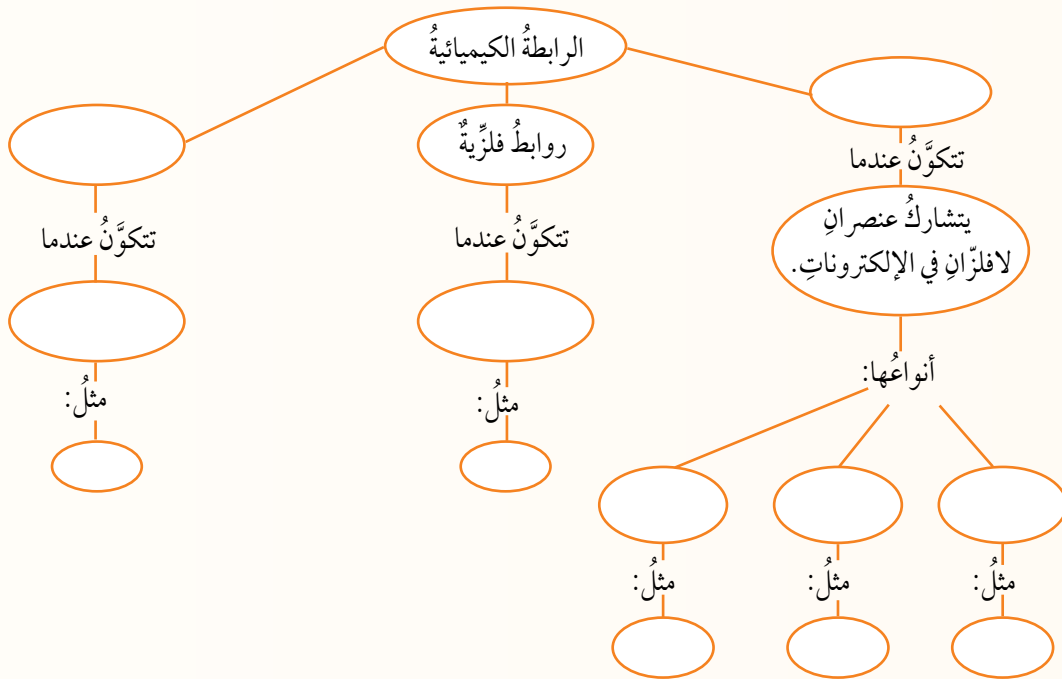 الرابطةُ الكيميائيةُ
روابطُ فلزِّيةٌ
تتكوَّنُ عندما
يتشاركُ عنصرانِ
لافلزّانِ في الإلكتروناتِ.
أنواعُها:
مثلُ:
مثلُ:
مثلُ:
تتكوَّنُ عندما
مثلُ:
تتكوَّنُ عندما
مثلُ: